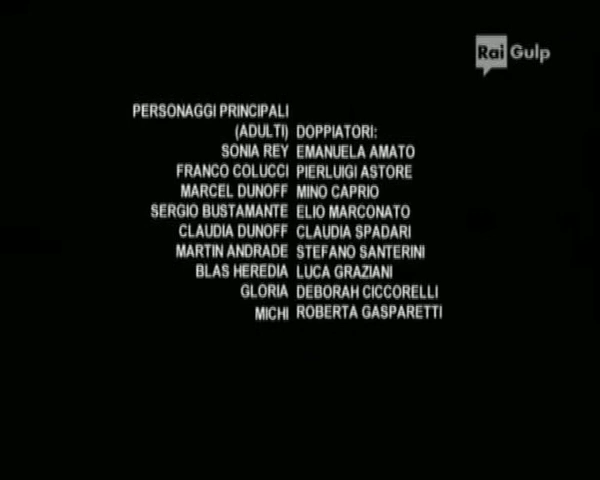 Rai Gulp
PERSONAGGI PRINCIPALI
(ADULTI) DOPPIATORI:
SONIA REY EMANUELA AMATO
FRANCO COLUCCI PIERLUIGI ASTORE
MARCEL DUNOFF MINO CAPRIO
SERGIO BUSTAMANTE ELIO MARCONATO
CLAUDIA DUNOFF CLAUDIA SPADARI
MARTIN ANDRADE STEFANO SANTERINI
BLAS HEREDIA LUCA GRAZIANI
GLORIA DEBORAH CICCORELLI
MICHI ROBERTA GASPARETTI